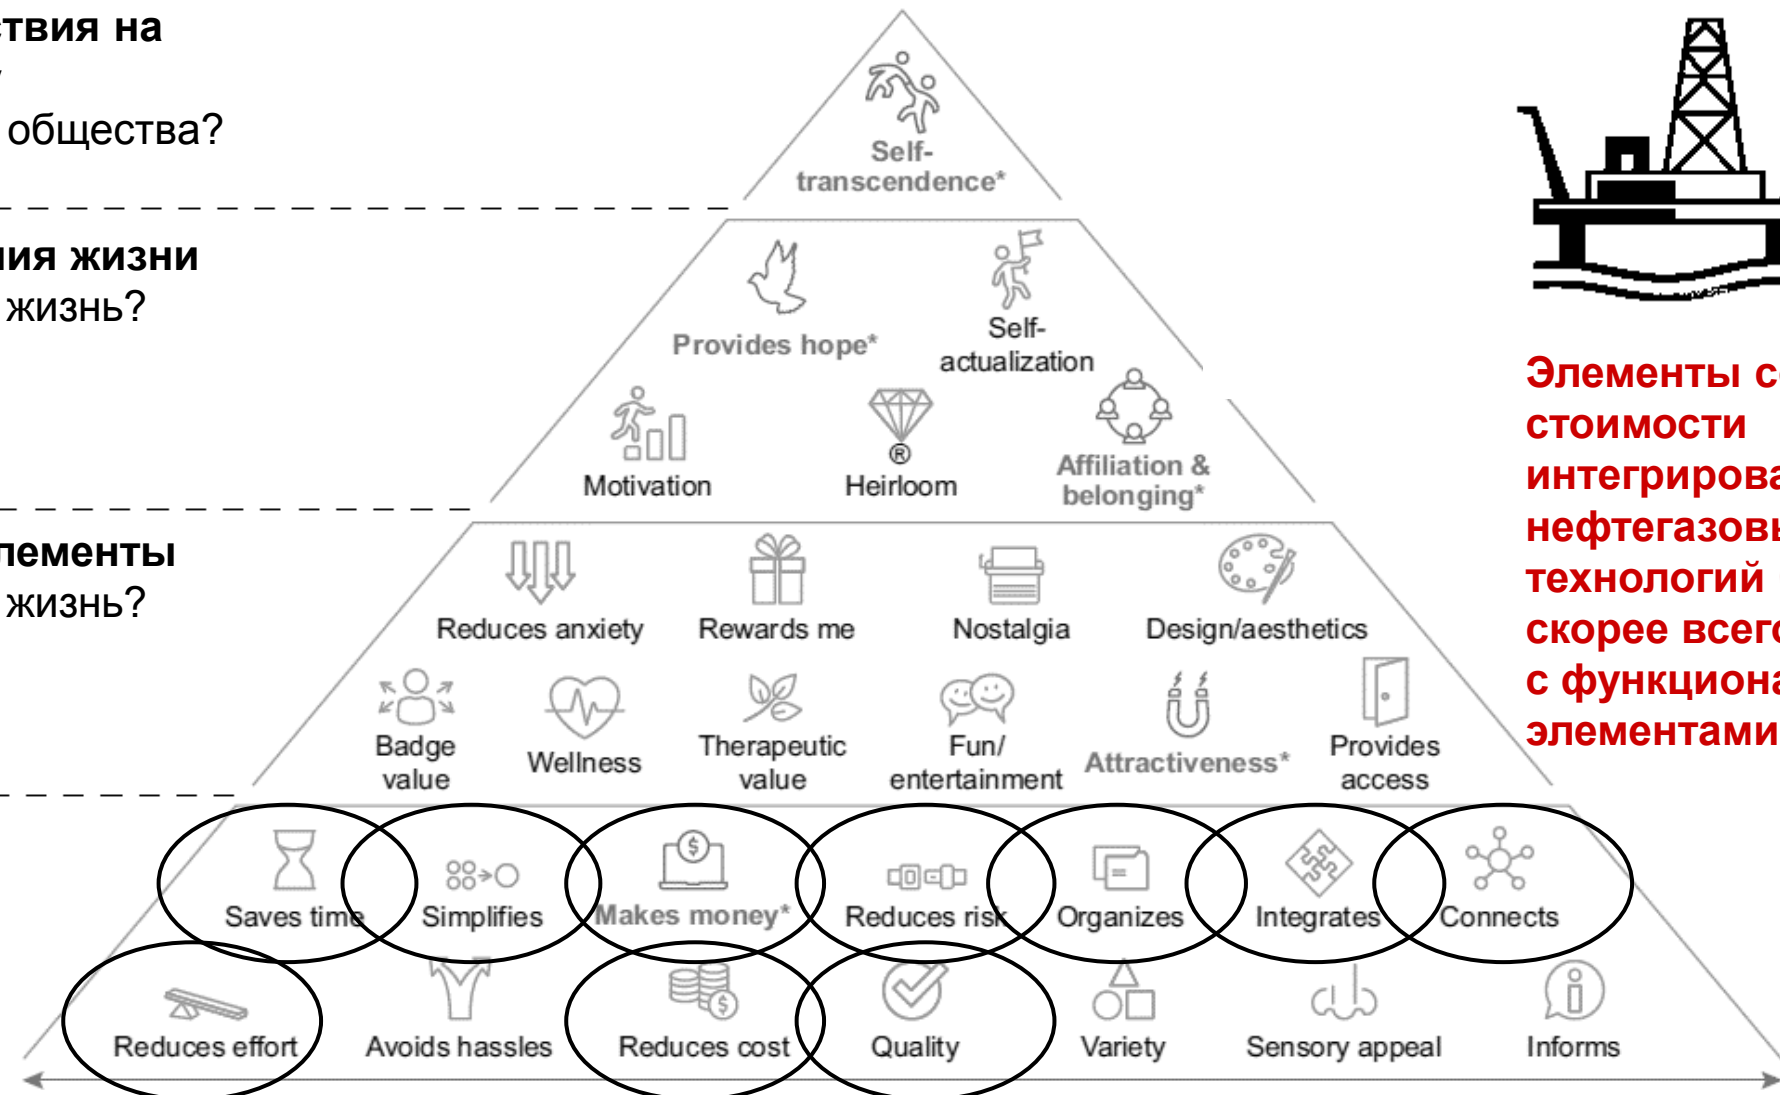 ствия на
общества?
ния жизни
жизнь?
лементы
жизнь?
Self-
transcendence*
Provides hope*
Self-
actualization
Motivation
Heirloom
®
Affiliation &
belonging*
Reduces anxiety
Rewards me
Nostalgia
Design/aesthetics
Badge
value
Wellness
Therapeutic
value
Fun/
entertainment
Attractiveness*
Provides
access
Saves time
Simplifies
Makes money*
Reduces risk
Organizes
Integrates
Connects
Reduces effort
Avoids hassles
Reduces cost
Quality
Variety
Sensory appeal
Informs
Элементы со
стоимости
интегрирова
нефтегазовы
технологий
скорее всего
с функциона
элементами